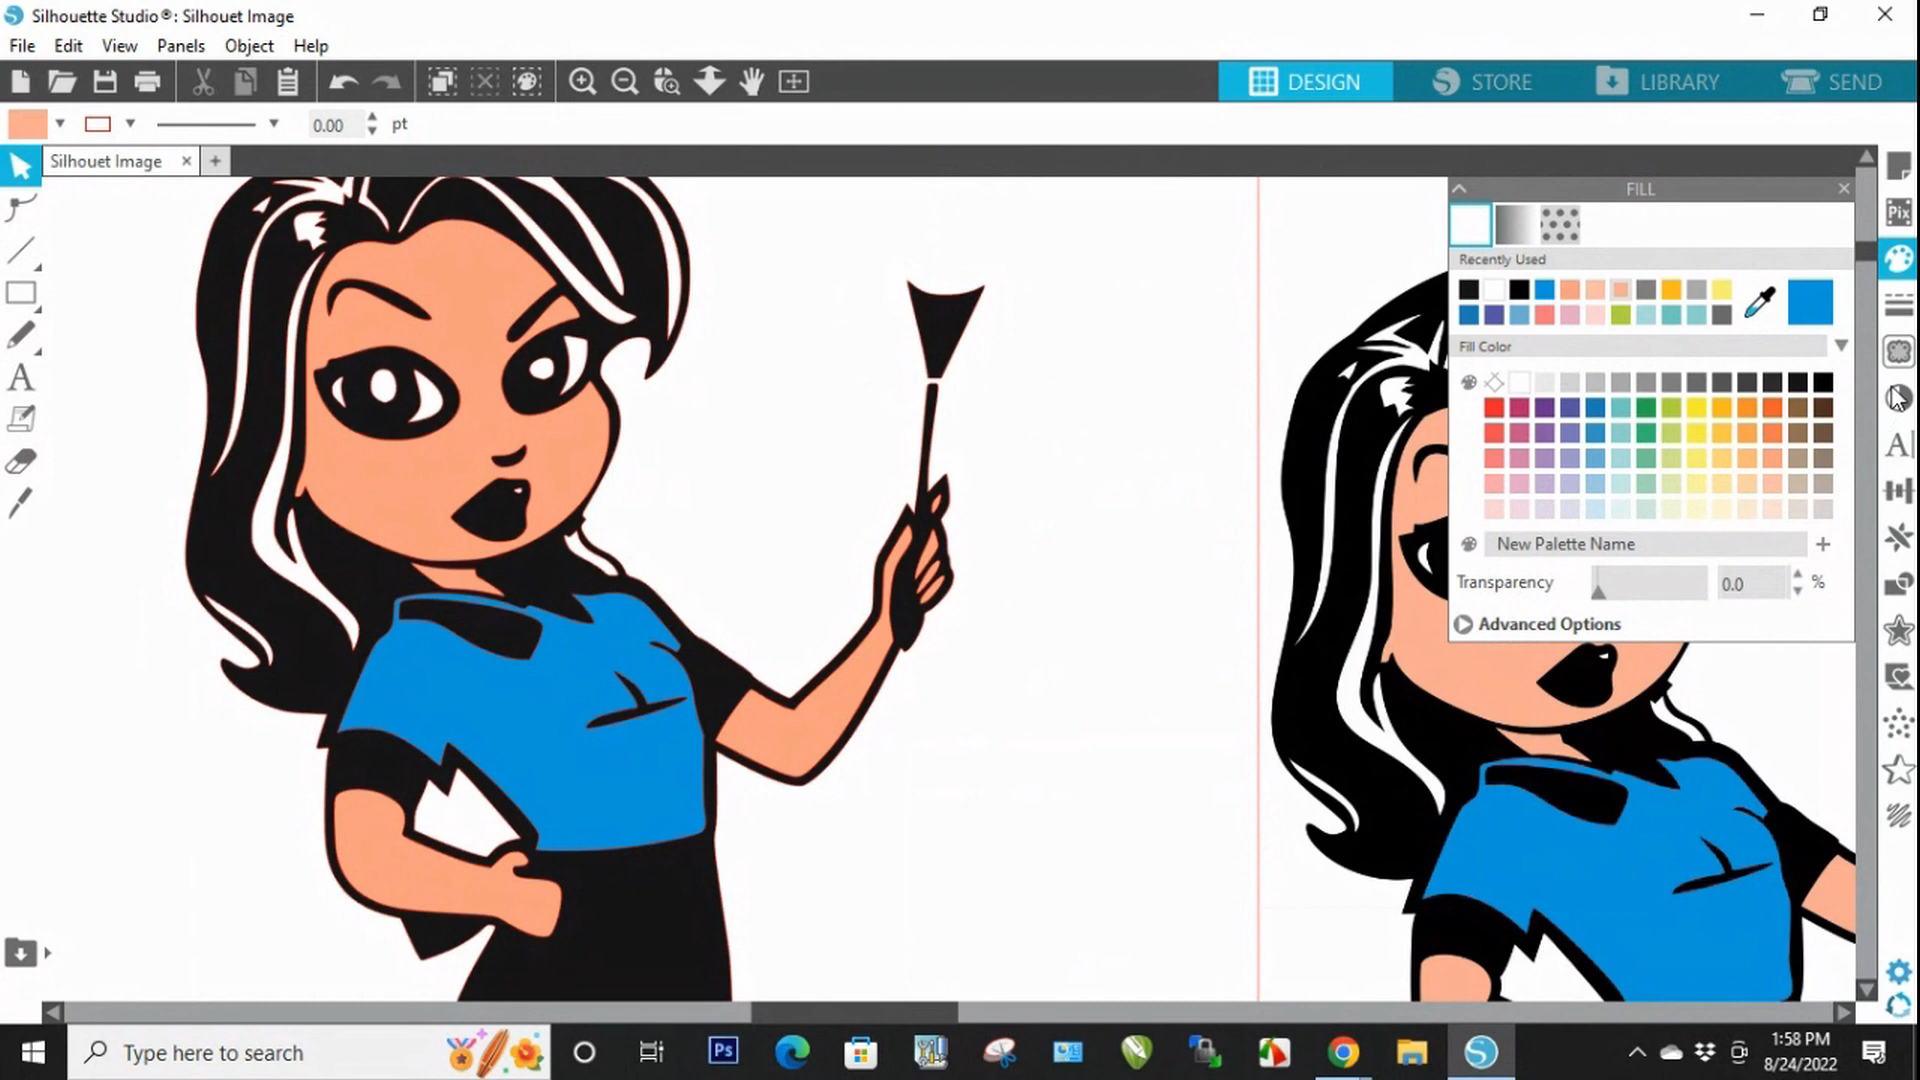 Silhouette Studio®: Silhouet Image
File Edit View Panels Object Help
DESIGN STORE LIBRARY SEND
0.00 pt
Silhouet Image
FILL
Pix
Recently Used
Fill Color
New Palette Name
Transparency 0.0 %
Advanced Options
Type here to search
Ps
1:58 PM
8/24/2022